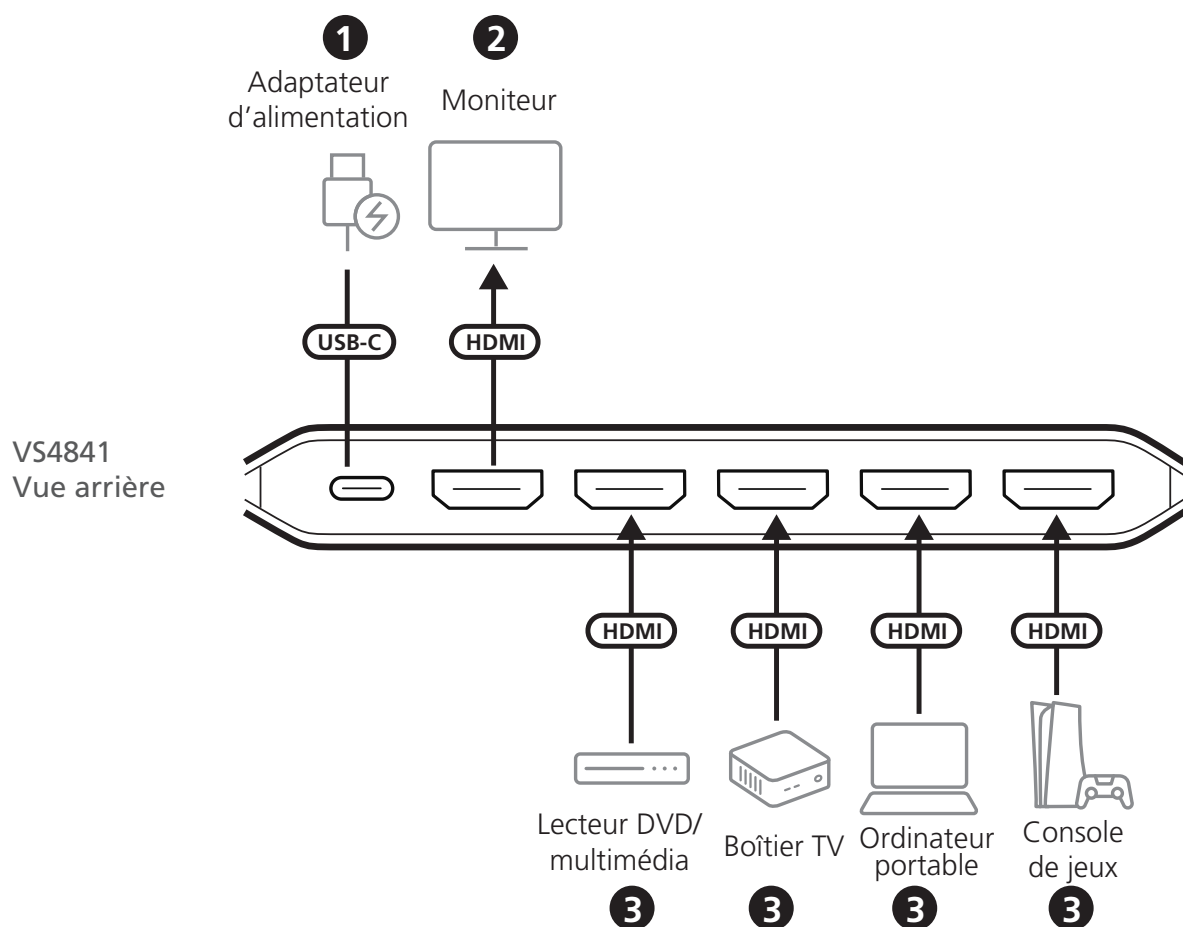 1
Adaptateur
d’alimentation
2
Moniteur
USB-C
HDMI
VS4841
Vue arrière
HDMI
HDMI
HDMI
HDMI
Lecteur DVD/
multimédia
3
Boîtier TV
3
Ordinateur
portable
3
Console
de jeux
3